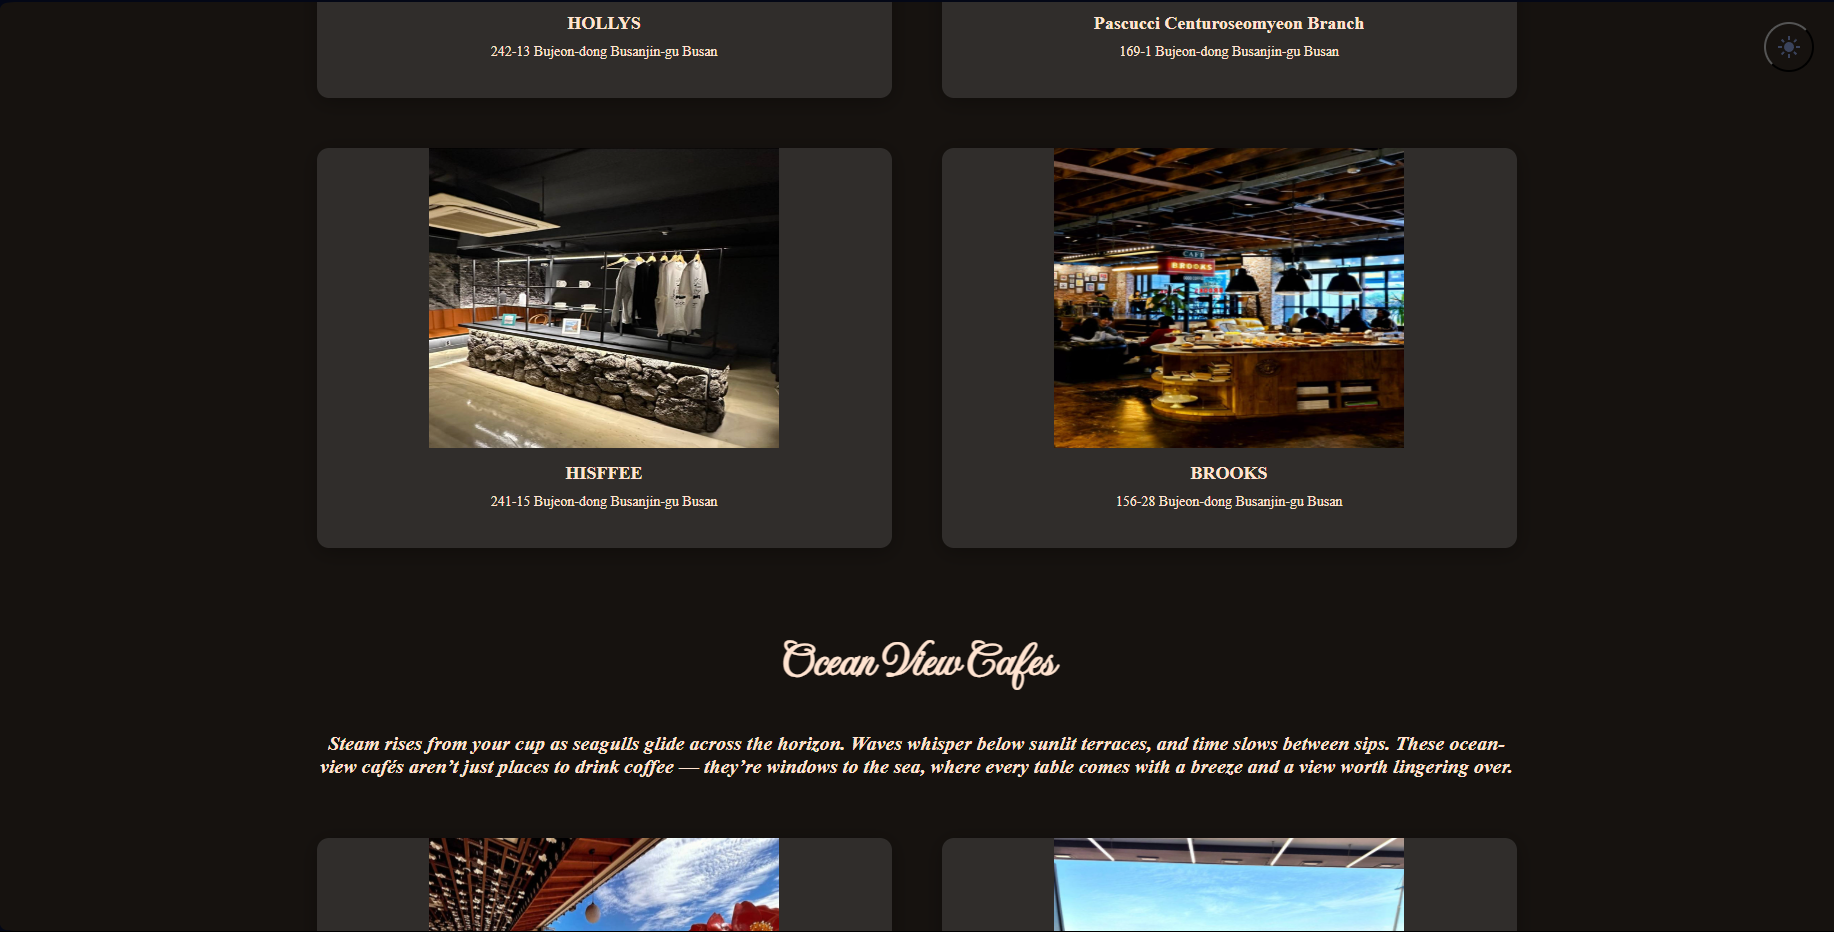 HOLLYS
242-13 Bujeon-dong Busanjin-gu Busan
Pascucci Centuroseomyeon Branch
169-1 Bujeon-dong Busanjin-gu Busan
CAFE
BROOKS
HISFFEE
241-15 Bujeon-dong Busanjin-gu Busan
BROOKS
156-28 Bujeon-dong Busanjin-gu Busan
Ocean View Cafes
Steam rises from your cup as seagulls glide across the horizon. Waves whisper below sunlit terraces, and time slows between sips. These ocean-
view cafés aren’t just places to drink coffee — they’re windows to the sea, where every table comes with a breeze and a view worth lingering over.